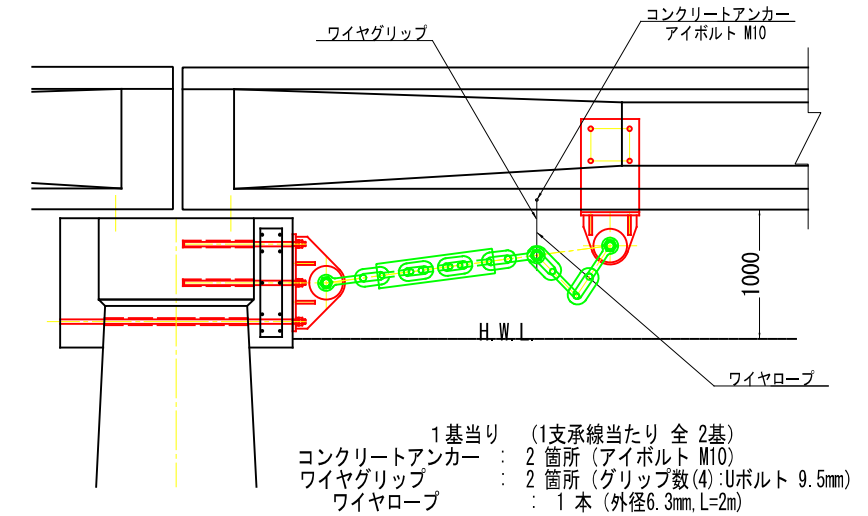 コンクリートアンカー
アイボルト M10
ワイヤグリップ
1000
H.W.L.
ワイヤロープ
1基当り (1支承線当たり 全 2基)
コンクリートアンカー : 2 箇所 (アイボルト M10)
ワイヤグリップ : 2 箇所 (グリップ数(4):Uボルト 9.5mm)
ワイヤロープ : 1 本 (外径6.3mm,L=2m)